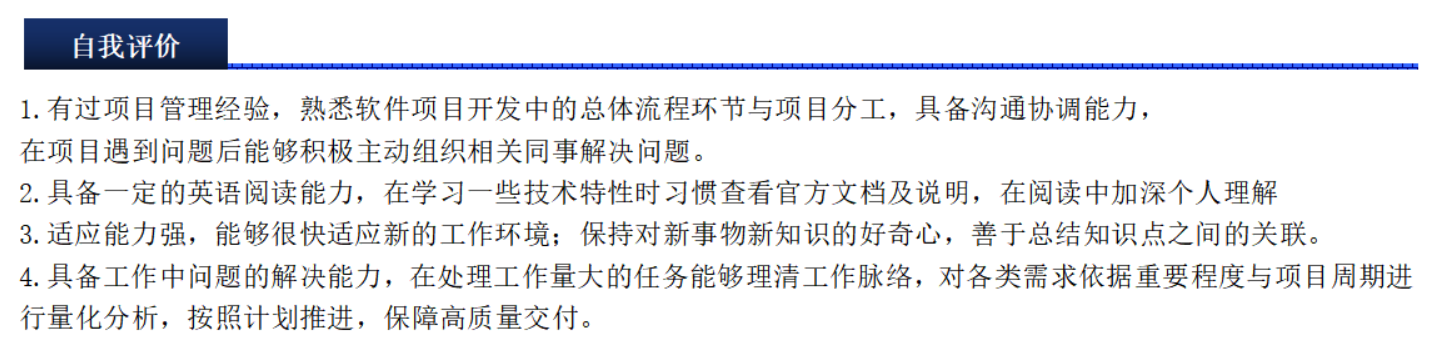 自我评价
1.有过项目管理经验，熟悉软件项目开发中的总体流程环节与项目分工，具备沟通协调能力，
在项目遇到问题后能够积极主动组织相关同事解决问题。
2.具备一定的英语阅读能力，在学习一些技术特性时习惯查看官方文档及说明，在阅读中加深个人理解
3.适应能力强，能够很快适应新的工作环境；保持对新事物新知识的好奇心，善于总结知识点之间的关联。
4.具备工作中问题的解决能力，在处理工作量大的任务能够理清工作脉络，对各类需求依据重要程度与项目周期进
行量化分析，按照计划推进，保障高质量交付。